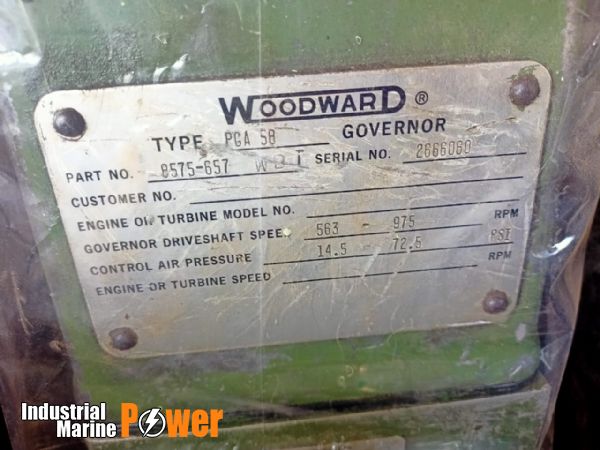 WOODWARD ®
TYPE PGA 58 GOVERNOR
PART NO. 8575-657 WBI SERIAL NO. 2666060
CUSTOMER NO.
ENGINE OR TURBINE MODEL NO.
GOVERNOR DRIVESHAFT SPEED 563 - 975 RPM
CONTROL AIR PRESSURE 14.5 - 72.5 PSI
ENGINE OR TURBINE SPEED RPM
Industrial
Marine Power